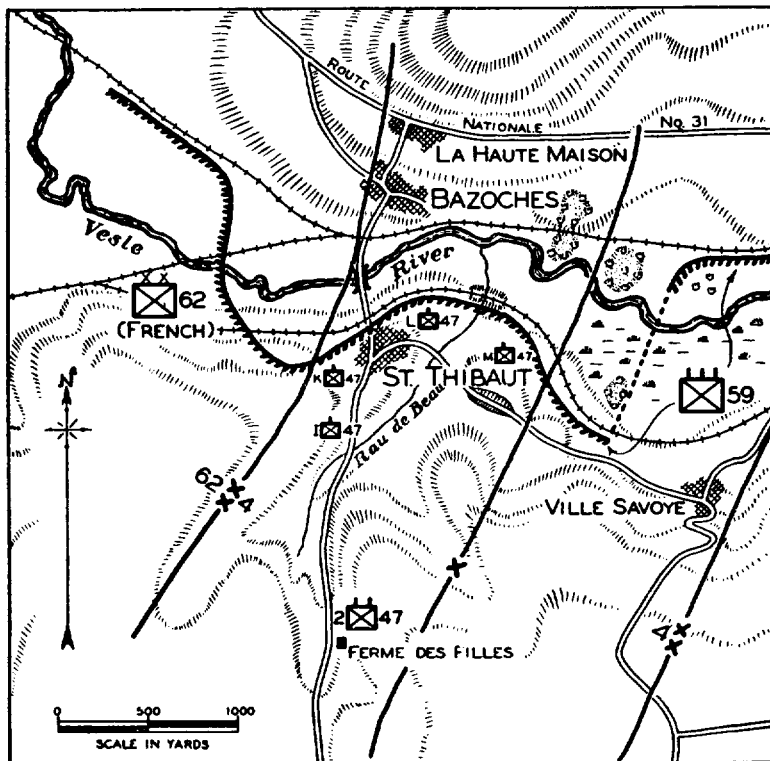 ROUTE
NATIONALE
No. 31
LA HAUTE MAISON
BAZOCHES
Vesle
River
62
(FRENCH)
L 47
M 47
K 47
ST. THIBAUT
59
N
I 47
Rau de Beau
62
4
VILLE SAVOYE
2 47
4
FERME DES FILLES
0 500 1000
SCALE IN YARDS